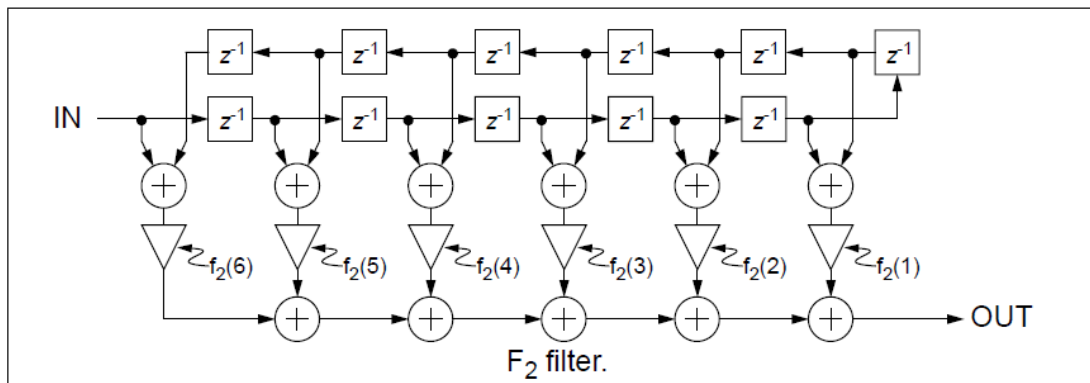 z⁻¹ z⁻¹ z⁻¹ z⁻¹ z⁻¹ z⁻¹
IN z⁻¹ z⁻¹ z⁻¹ z⁻¹ z⁻¹
+ + + + + +
f₂(6) f₂(5) f₂(4) f₂(3) f₂(2) f₂(1)
+ + + + + OUT
F₂ filter.